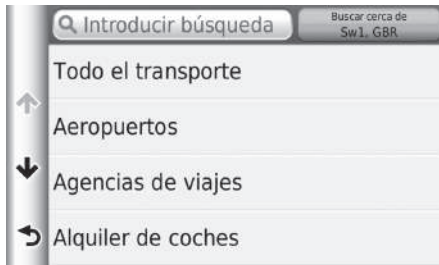 Introducir búsqueda
Buscar cerca de
Sw1, GBR
Todo el transporte
Aeropuertos
Agencias de viajes
Alquiler de coches